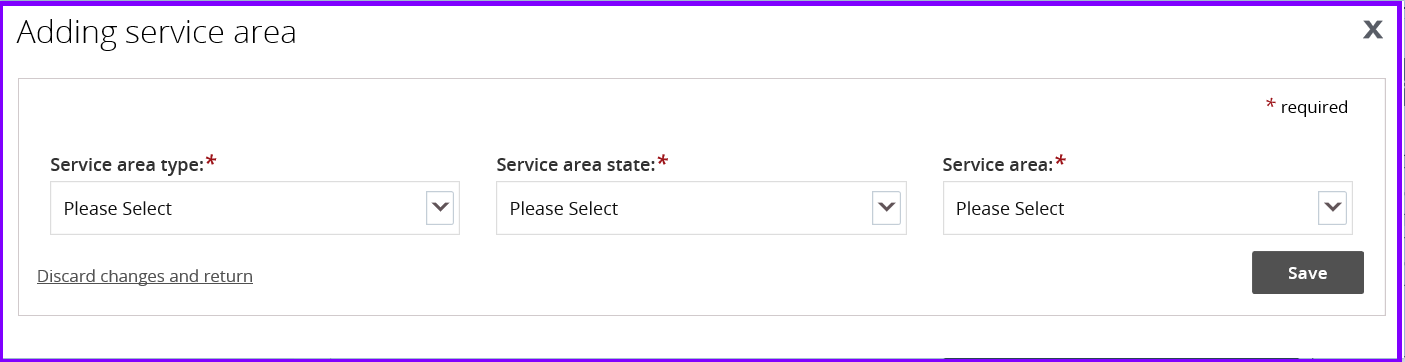 Adding service area
X
* required
Service area type:* Service area state:* Service area:*
Please Select Please Select Please Select
Discard changes and return
Save